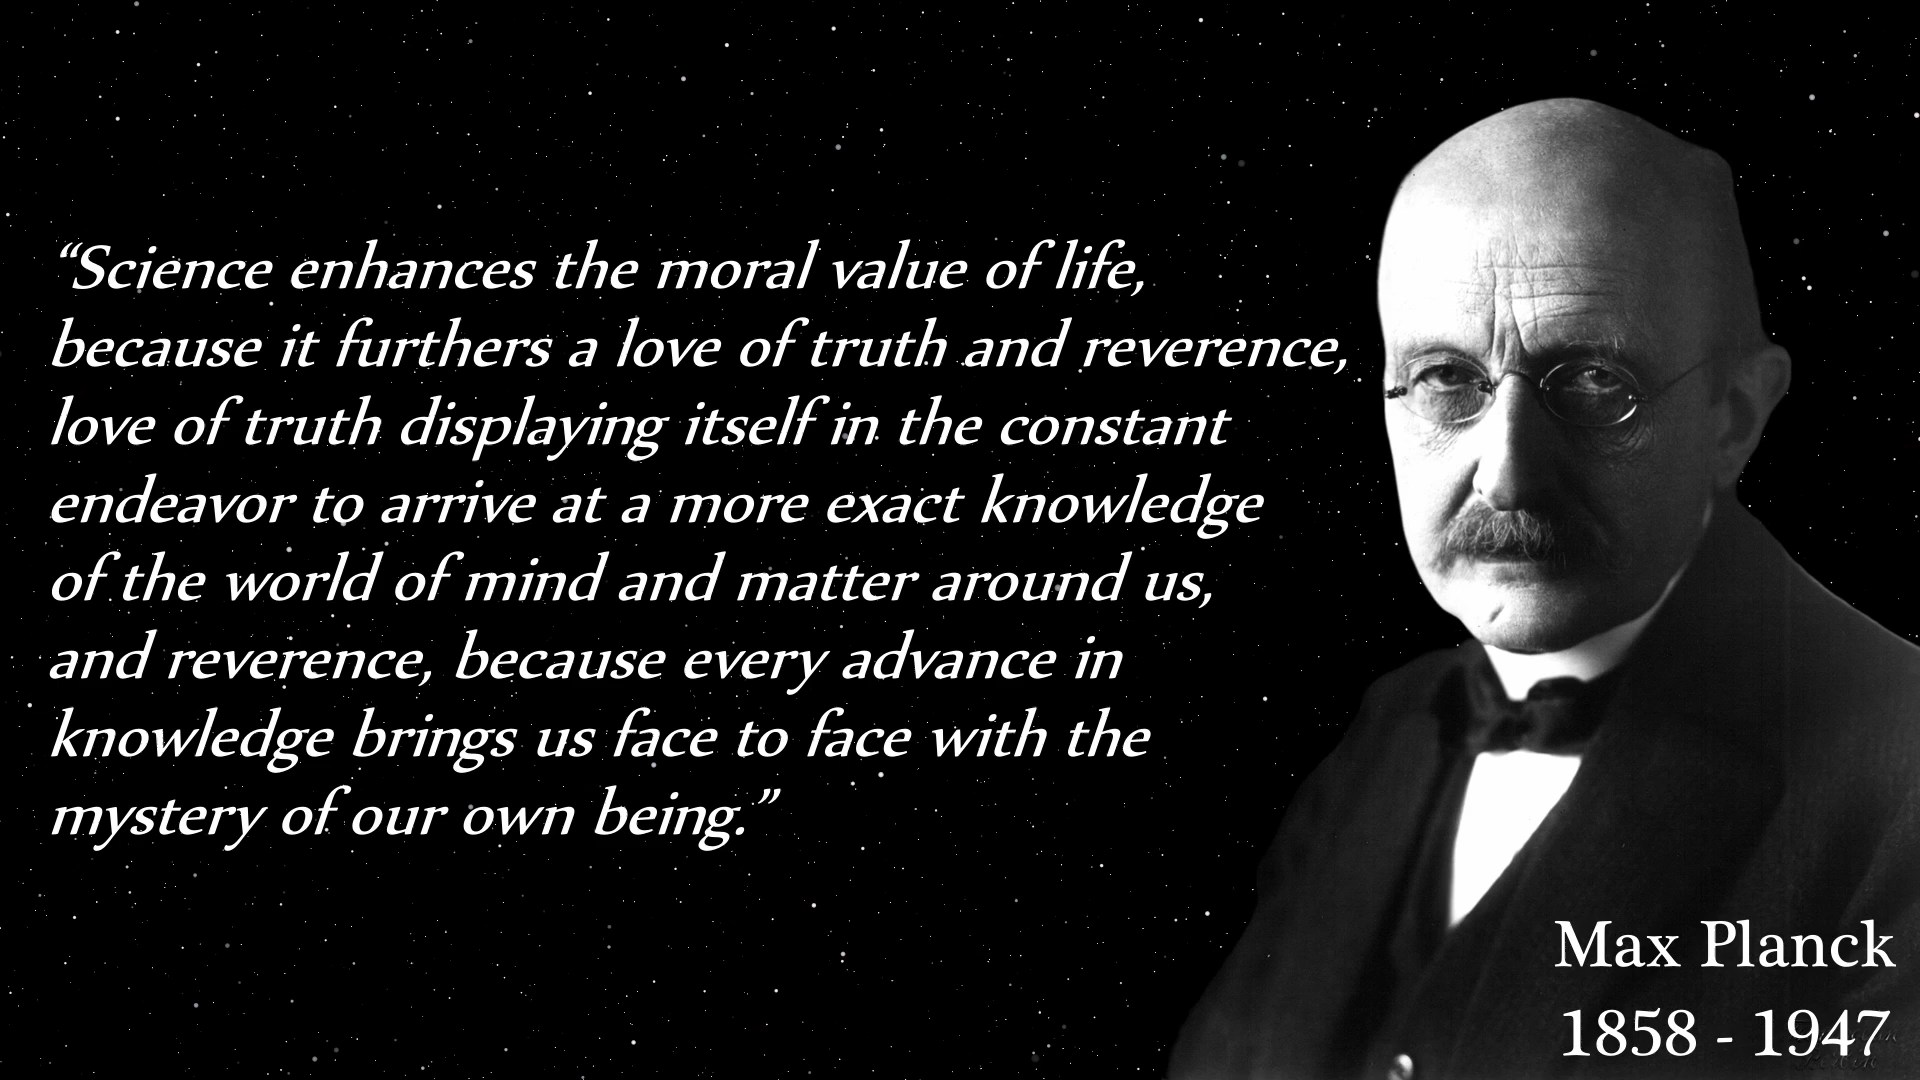 “Science enhances the moral value of life,
because it furthers a love of truth and reverence,
love of truth displaying itself in the constant
endeavor to arrive at a more exact knowledge
of the world of mind and matter around us,
and reverence, because every advance in
knowledge brings us face to face with the
mystery of our own being.”
Max Planck
1858 - 1947